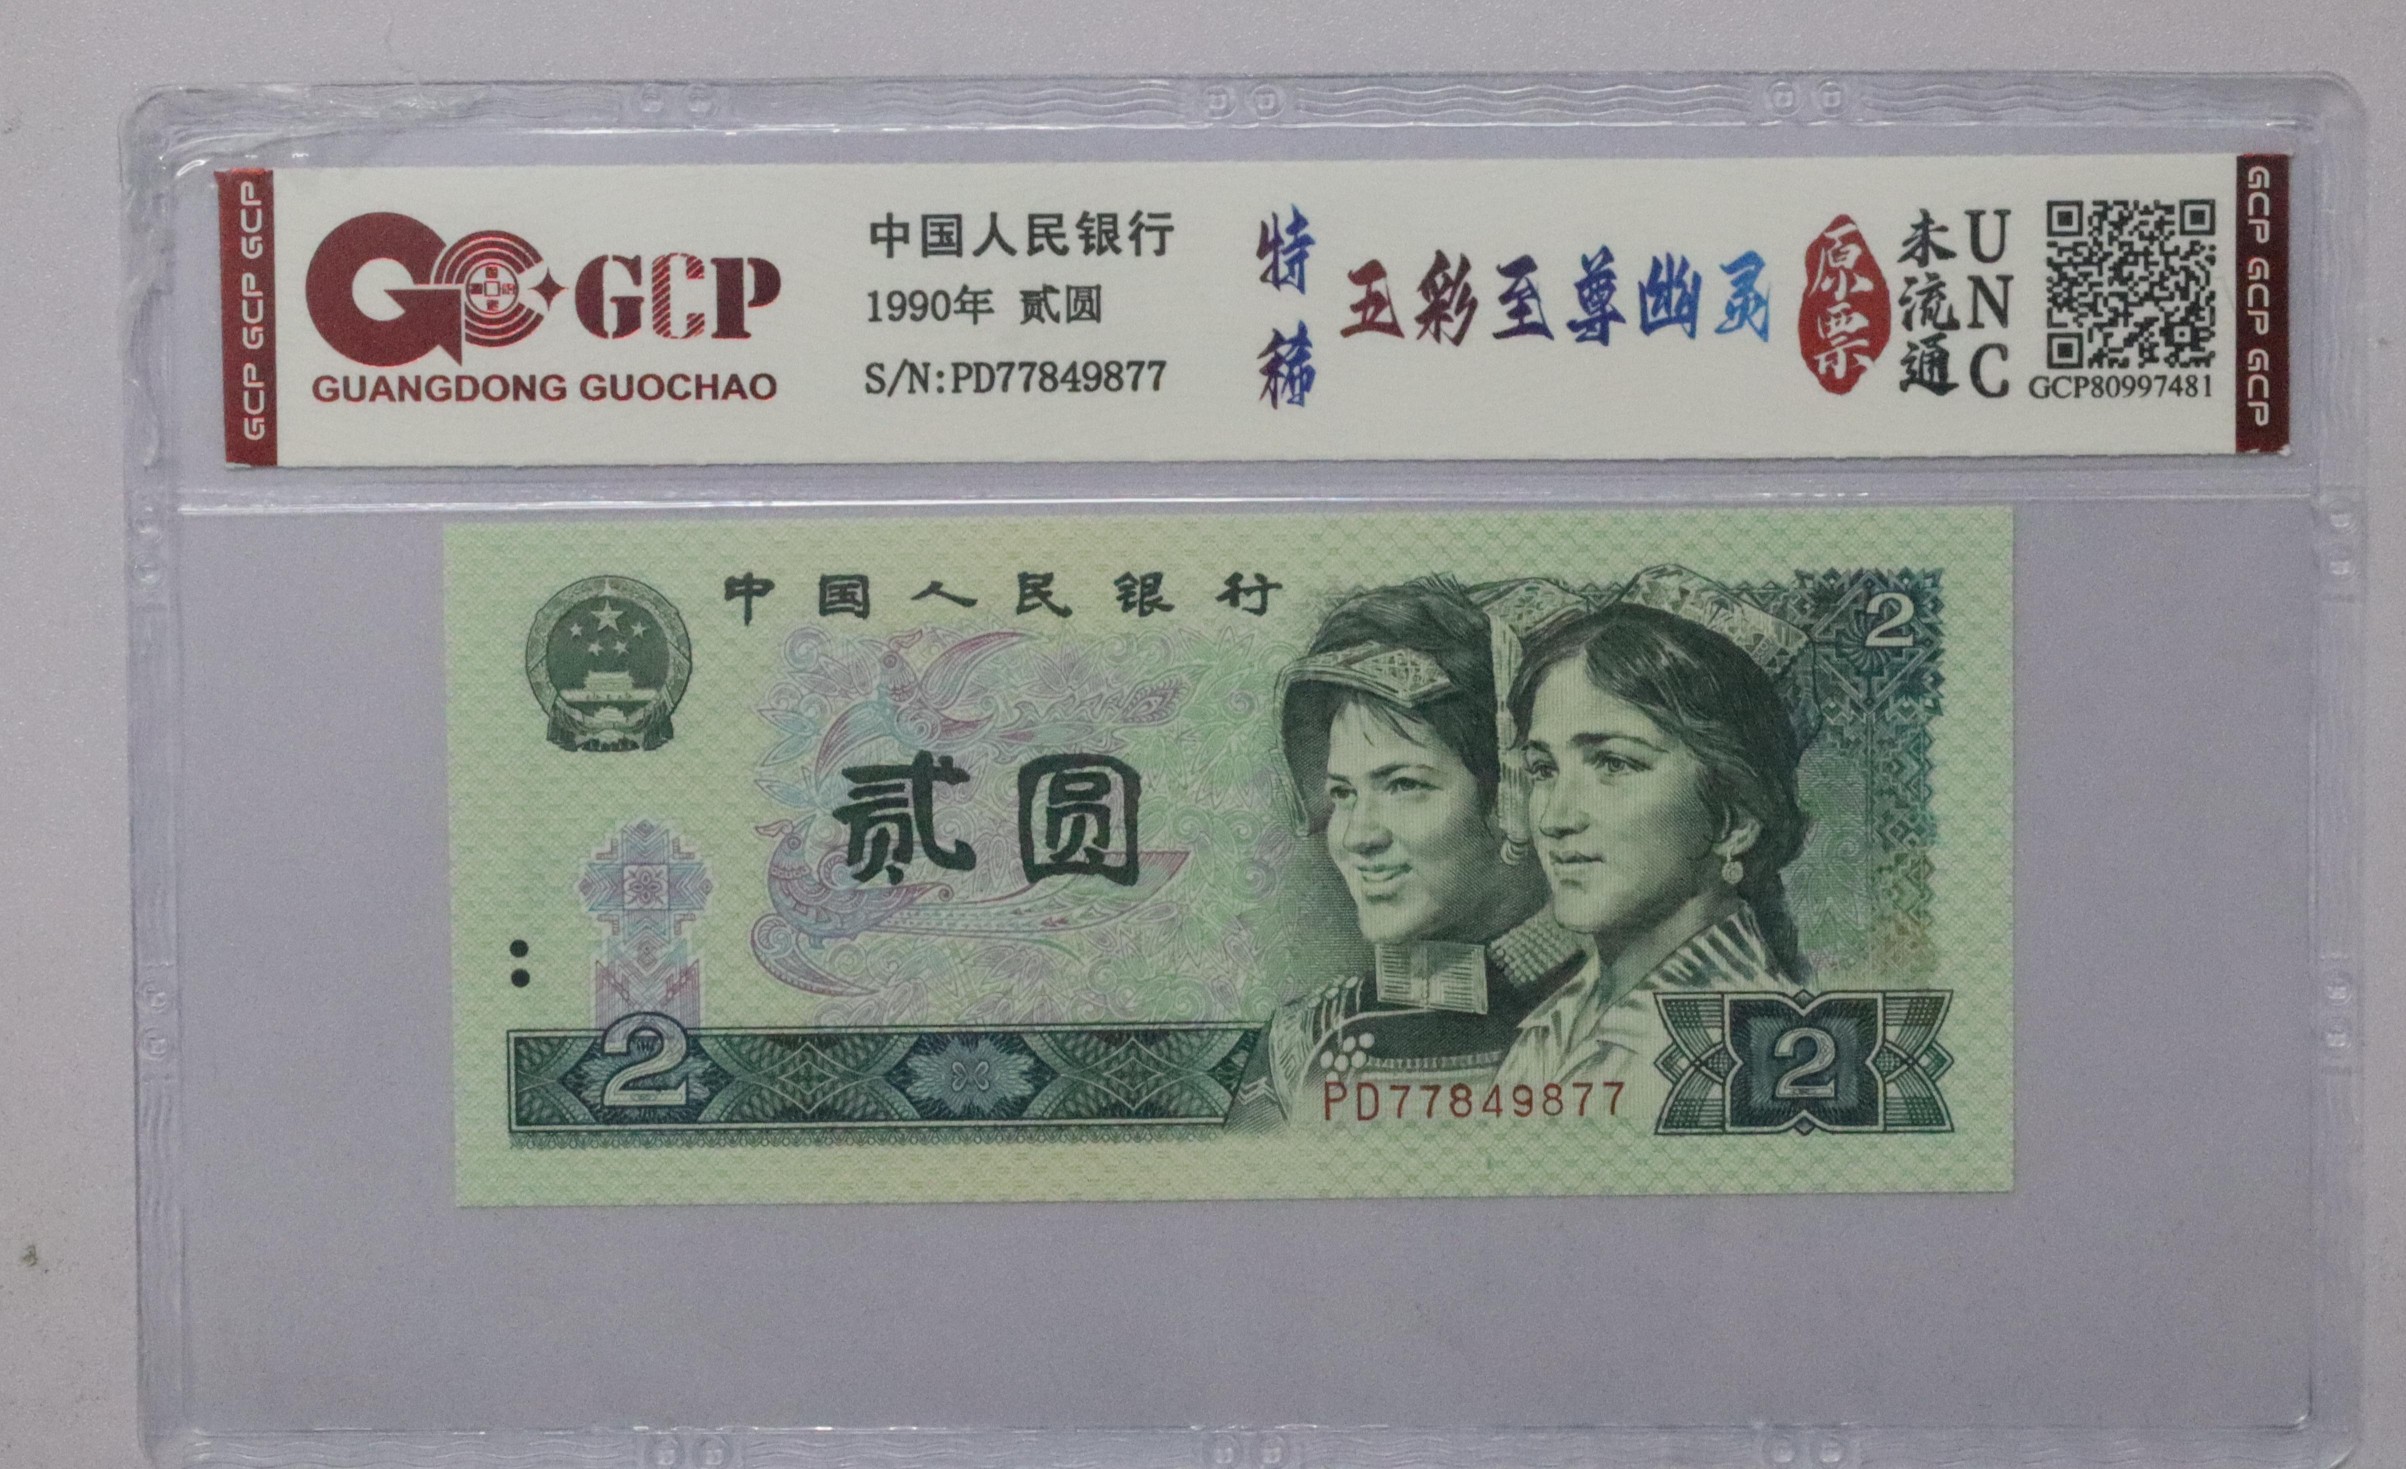 GCP GCP GCP
GCP
GUANGDONG GUOCHAO
中国人民银行
1990年 贰圆
S/N:PD77849877
特稀
五彩至尊幽灵
原票
未流通
UNC
GCP80997481
GCP GCP GCP
中国人民银行
2
贰圆
2
PD77849877
2